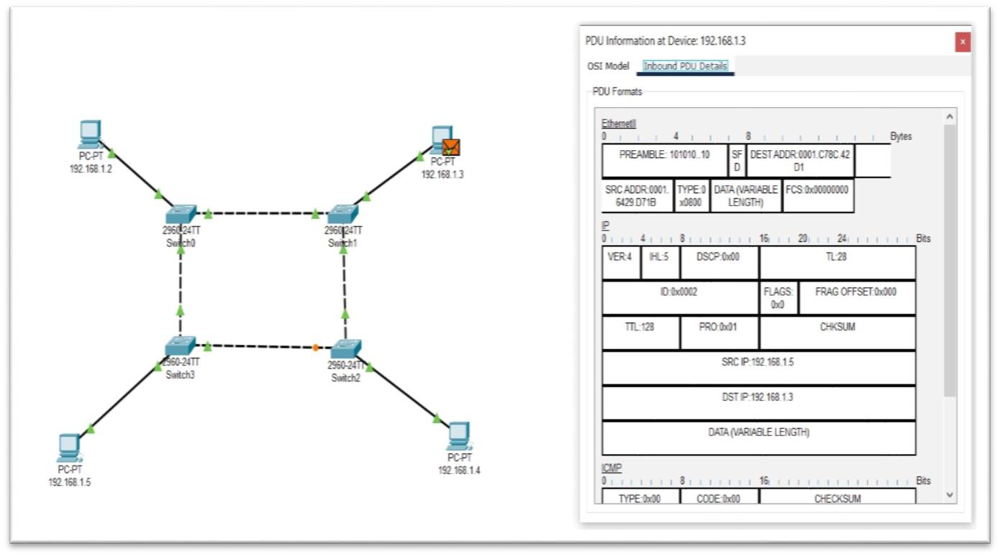 PDU Information at Device: 192.168.1.3
x
OSI Model
Inbound PDU Details
PDU Formats
EthernetII
0 4 8 Bytes
PREAMBLE: 101010..10
SF
D
DEST ADDR:0001.C78C.42
D1
SRC ADDR:0001.
6429.D71B
TYPE:0
x0800
DATA (VARIABLE
LENGTH)
FCS:0x00000000
IP
0 4 8 16 20 24 Bits
VER:4
IHL:5
DSCP:0x00
TL:28
ID:0x0002
FLAGS:
0x0
FRAG OFFSET:0x000
TTL:128
PRO:0x01
CHKSUM
SRC IP:192.168.1.5
DST IP:192.168.1.3
DATA (VARIABLE LENGTH)
ICMP
0 8 16 Bits
TYPE:0x00
CODE:0x00
CHECKSUM
PC-PT
192.168.1.2
PC-PT
192.168.1.3
2960-24TT
Switch0
2960-24TT
Switch1
2960-24TT
Switch3
2960-24TT
Switch2
PC-PT
192.168.1.5
PC-PT
192.168.1.4